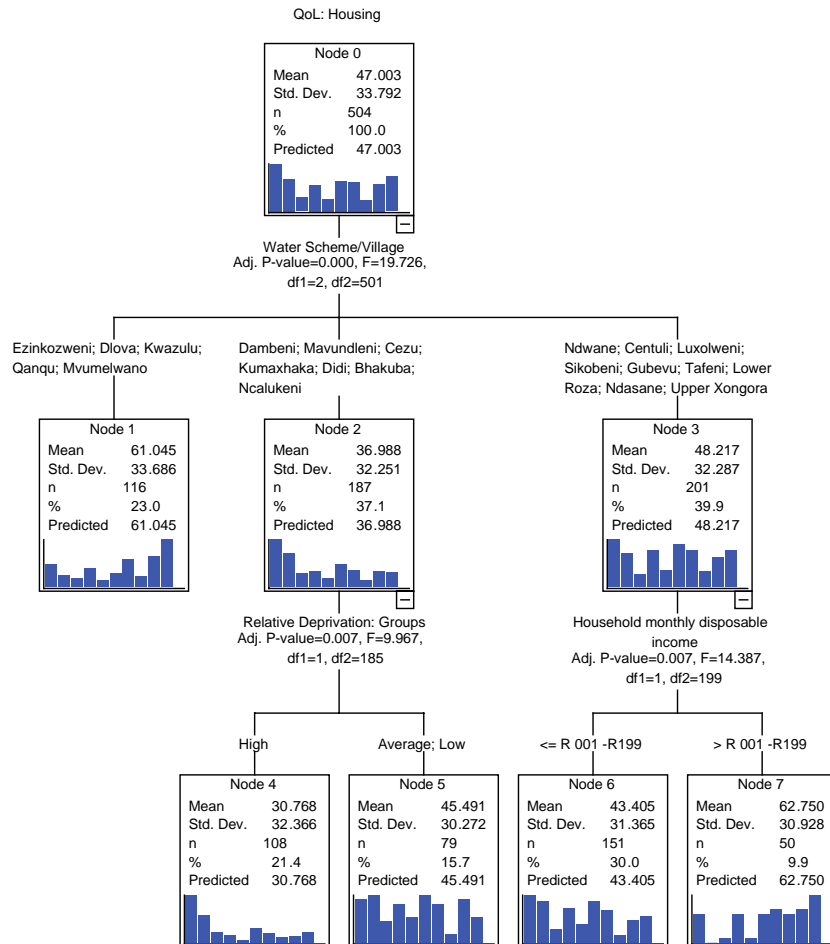 QoL: Housing
Node 0
Mean 47.003
Std. Dev. 33.792
n 504
% 100.0
Predicted 47.003
Water Scheme/Village
Adj. P-value=0.000, F=19.726,
df1=2, df2=501
Ezinkozweni; Dlova; Kwazulu;
Qanqu; Mvumelwano
Dambeni; Mavundleni; Cezu;
Kumaxhaka; Didi; Bhakuba;
Ncalukeni
Ndwane; Centuli; Luxolweni;
Sikobeni; Gubevu; Tafeni; Lower
Roza; Ndasane; Upper Xongora
Node 1
Mean 61.045
Std. Dev. 33.686
n 116
% 23.0
Predicted 61.045
Node 2
Mean 36.988
Std. Dev. 32.251
n 187
% 37.1
Predicted 36.988
Node 3
Mean 48.217
Std. Dev. 32.287
n 201
% 39.9
Predicted 48.217
Relative Deprivation: Groups
Adj. P-value=0.007, F=9.967,
df1=1, df2=185
Household monthly disposable
income
Adj. P-value=0.007, F=14.387,
df1=1, df2=199
High
Average; Low
<= R 001 -R199
> R 001 -R199
Node 4
Mean 30.768
Std. Dev. 32.366
n 108
% 21.4
Predicted 30.768
Node 5
Mean 45.491
Std. Dev. 30.272
n 79
% 15.7
Predicted 45.491
Node 6
Mean 43.405
Std. Dev. 31.365
n 151
% 30.0
Predicted 43.405
Node 7
Mean 62.750
Std. Dev. 30.928
n 50
% 9.9
Predicted 62.750